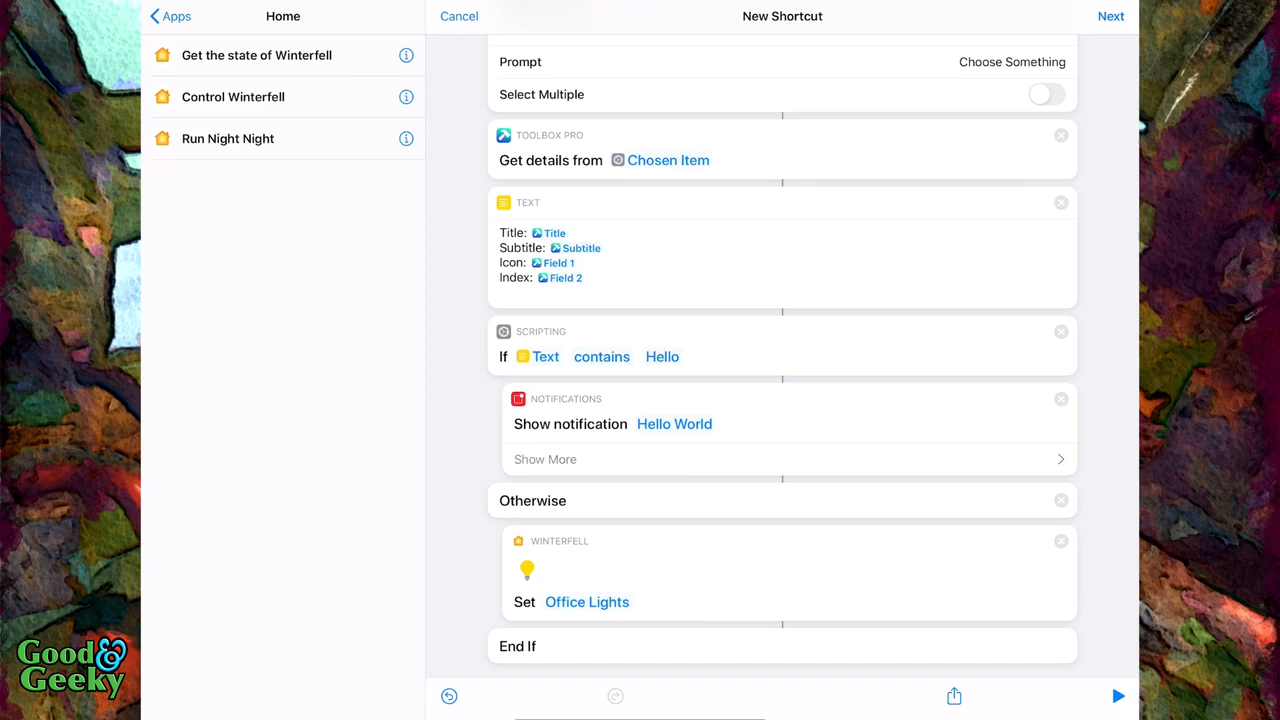 Apps
Home
Get the state of Winterfell
Control Winterfell
Run Night Night
Cancel
New Shortcut
Next
Prompt
Choose Something
Select Multiple
TOOLBOX PRO
Get details from Chosen Item
TEXT
Title: Title
Subtitle: Subtitle
Icon: Field 1
Index: Field 2
SCRIPTING
If Text contains Hello
NOTIFICATIONS
Show notification Hello World
Show More
Otherwise
WINTERFELL
Set Office Lights
End If
Good &
Geeky